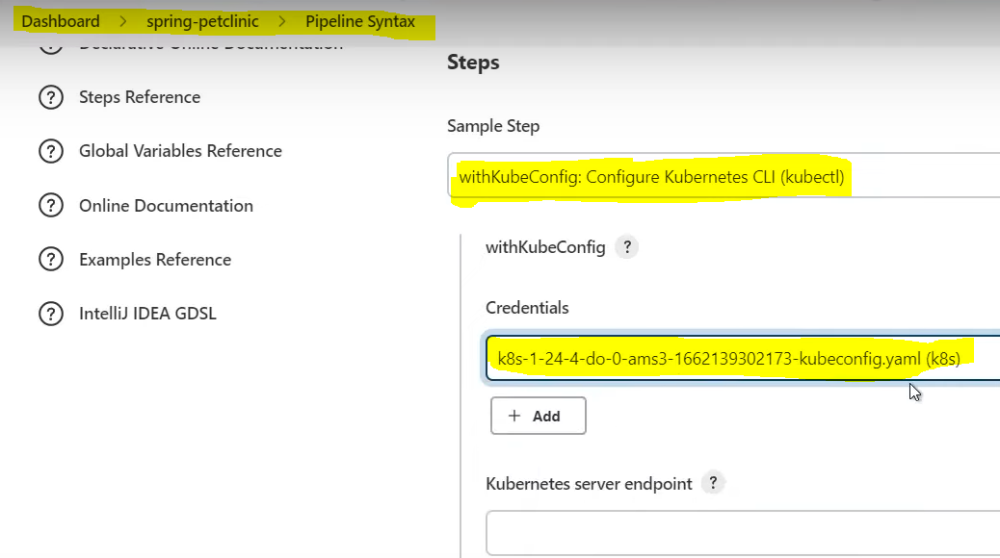 Dashboard > spring-petclinic > Pipeline Syntax
Declarative Online Documentation
Steps Reference
Global Variables Reference
Online Documentation
Examples Reference
IntelliJ IDEA GDSL
Steps
Sample Step
withKubeConfig: Configure Kubernetes CLI (kubectl)
withKubeConfig ?
Credentials
k8s-1-24-4-do-0-ams3-1662139302173-kubeconfig.yaml (k8s)
+ Add
Kubernetes server endpoint ?